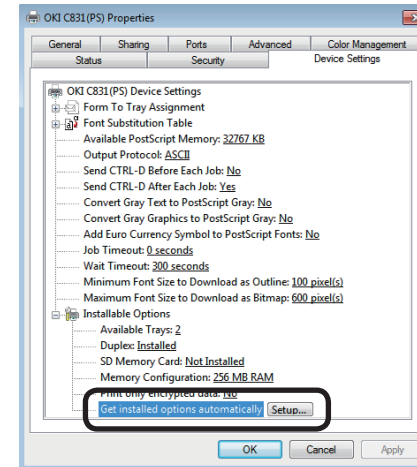 OKI C831(PS) Properties
General Sharing Ports Advanced Color Management
Status Security Device Settings
OKI C831(PS) Device Settings
Form To Tray Assignment
Font Substitution Table
Available PostScript Memory: 32767 KB
Output Protocol: ASCII
Send CTRL-D Before Each Job: No
Send CTRL-D After Each Job: Yes
Convert Gray Text to PostScript Gray: No
Convert Gray Graphics to PostScript Gray: No
Add Euro Currency Symbol to PostScript Fonts: No
Job Timeout: 0 seconds
Wait Timeout: 300 seconds
Minimum Font Size to Download as Outline: 100 pixel(s)
Maximum Font Size to Download as Bitmap: 600 pixel(s)
Installable Options
Available Trays: 2
Duplex: Installed
SD Memory Card: Not Installed
Memory Configuration: 256 MB RAM
Print only encrypted data: No
Get installed options automatically Setup...
OK Cancel Apply